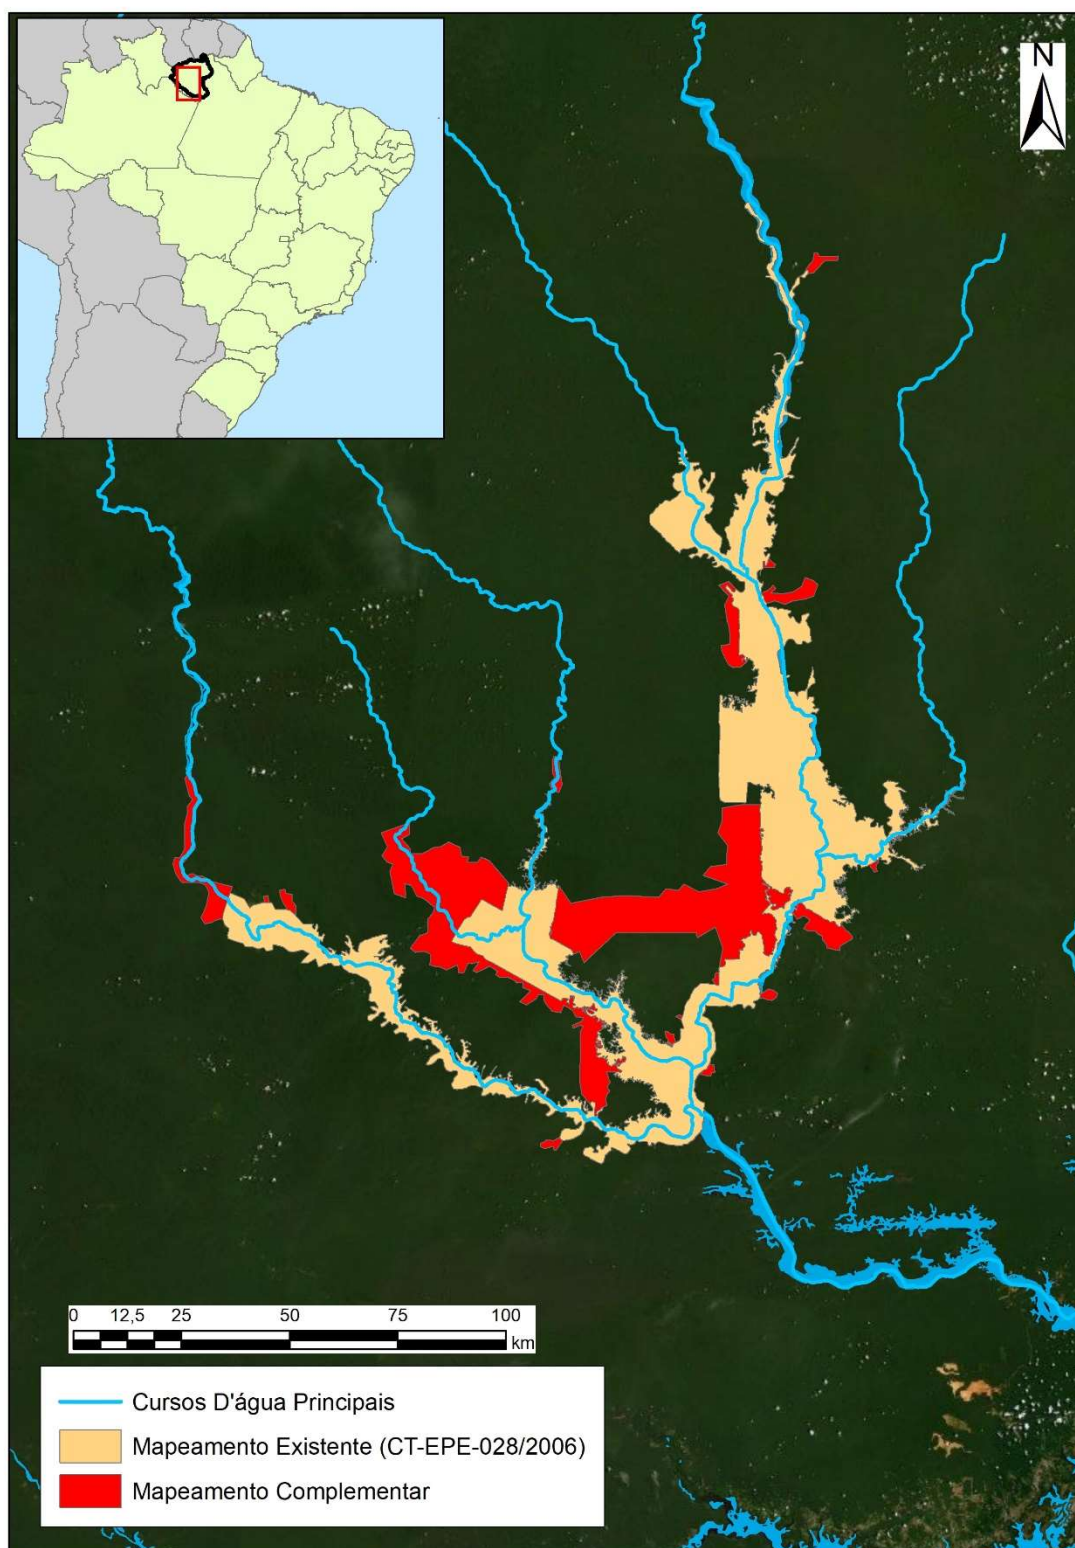 N
0 12,5 25 50 75 100
km
Cursos D'água Principais
Mapeamento Existente (CT-EPE-028/2006)
Mapeamento Complementar